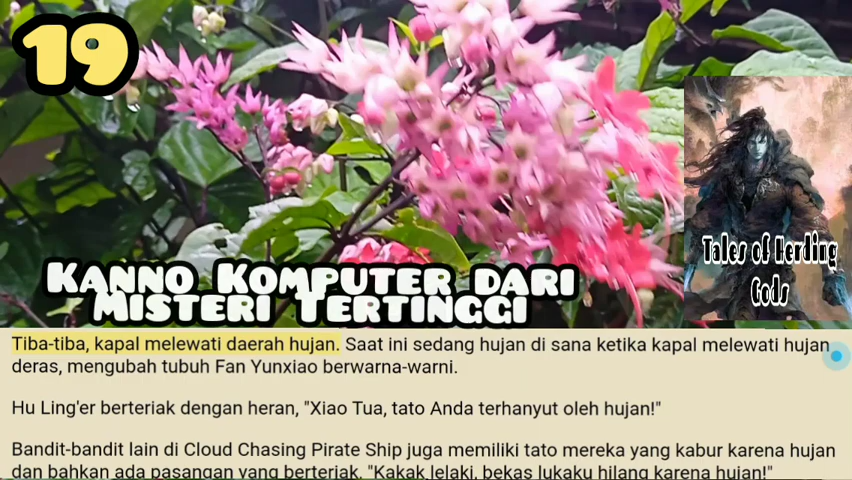 19
Tales of Herding
Gods
KANNO KOMPUTER DARI
MISTERI TERTINGGI
Tiba-tiba, kapal melewati daerah hujan. Saat ini sedang hujan di sana ketika kapal melewati hujan
deras, mengubah tubuh Fan Yunxiao berwarna-warni.
Hu Ling'er berteriak dengan heran, "Xiao Tua, tato Anda terhanyut oleh hujan!"
Bandit-bandit lain di Cloud Chasing Pirate Ship juga memiliki tato mereka yang kabur karena hujan
dan bahkan ada pasangan yang berteriak, "Kakak lelaki, bekas lukaku hilang karena hujan!"